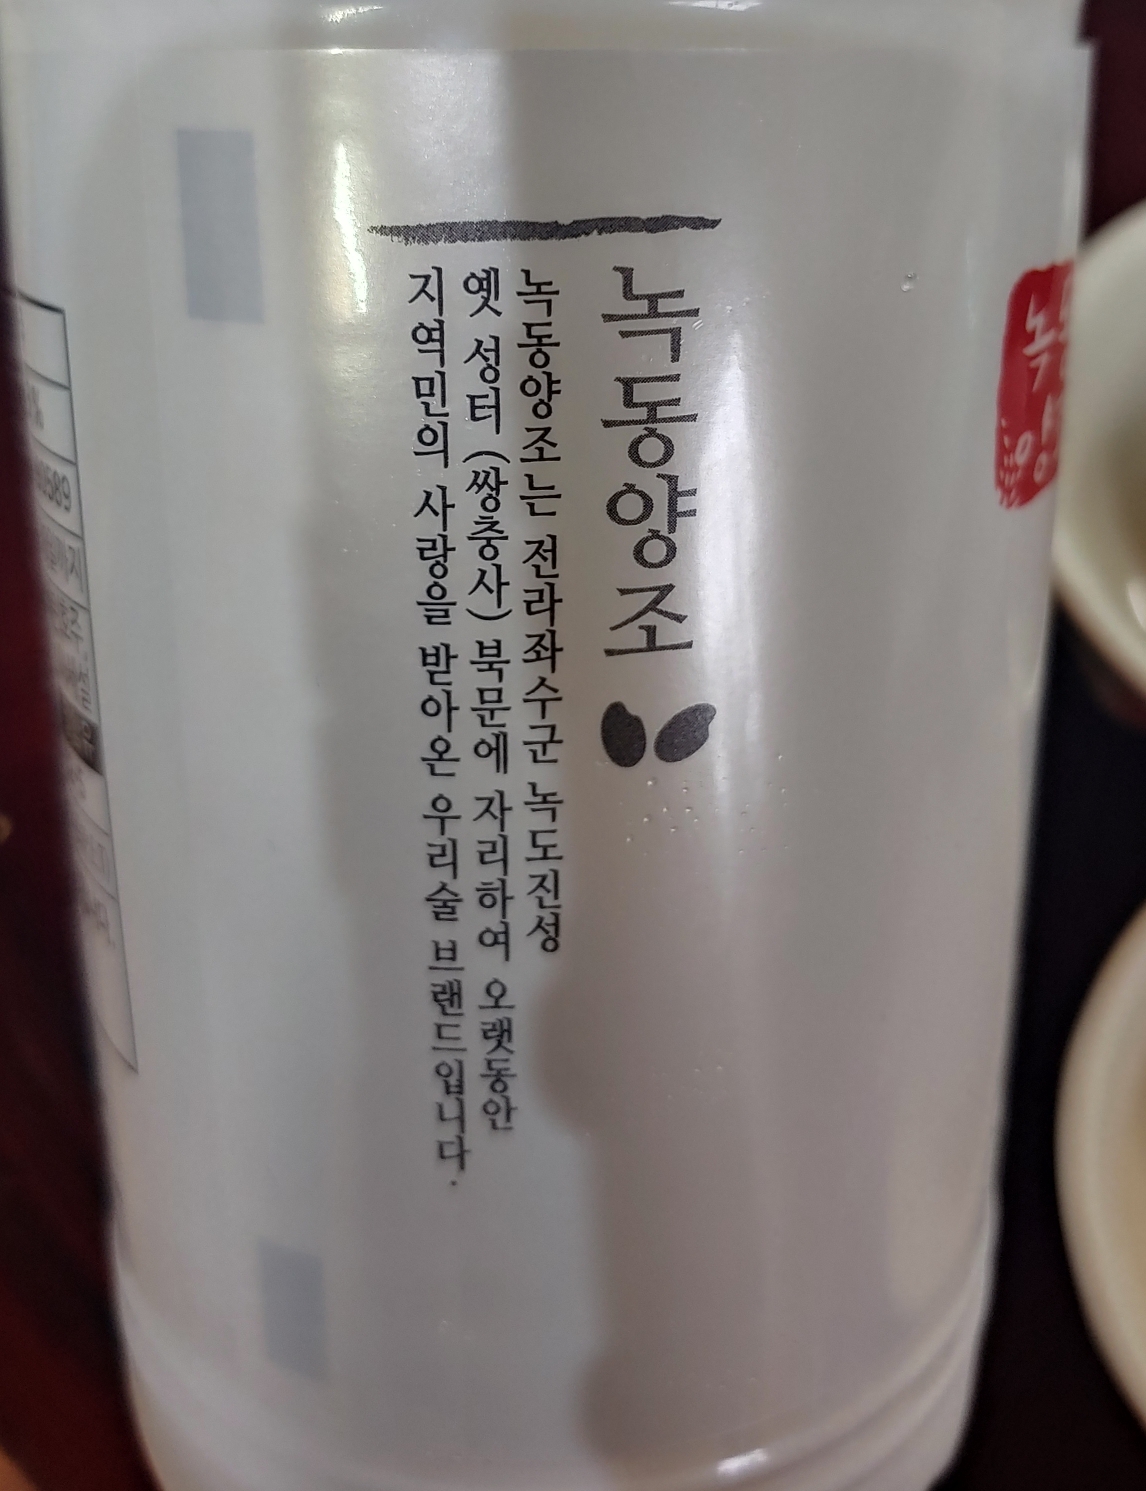 녹동양조
녹동양조는 전라좌수군 녹도진성
옛 성터 (쌍충사) 북문에 자리하여 오랫동안
지역민의 사랑을 받아온 우리술 브랜드입니다.